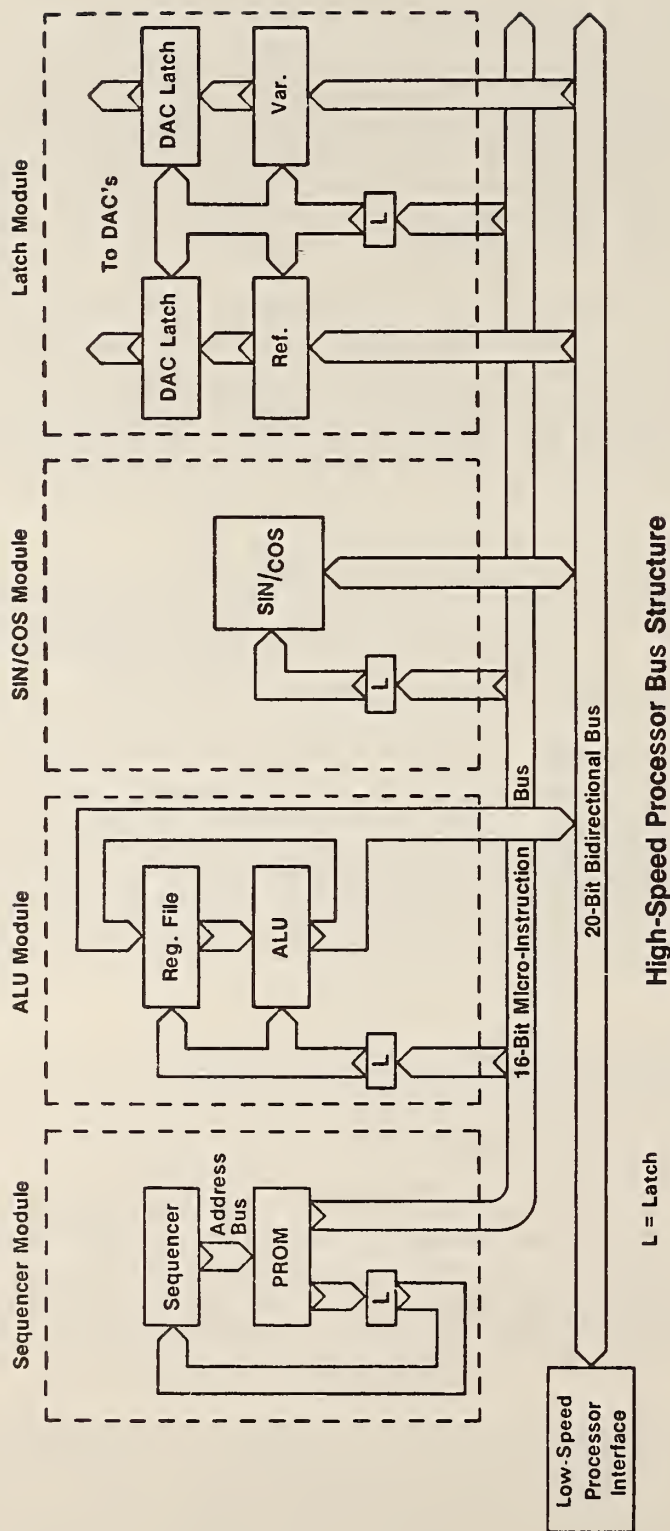 Sequencer Module
ALU Module
SIN/COS Module
Latch Module
Sequencer
Address
Bus
PROM
L
Reg. File
ALU
L
SIN/COS
L
To DAC's
DAC Latch
DAC Latch
Ref.
Var.
L
16-Bit Micro-Instruction Bus
20-Bit Bidirectional Bus
Low-Speed
Processor
Interface
L = Latch
High-Speed Processor Bus Structure